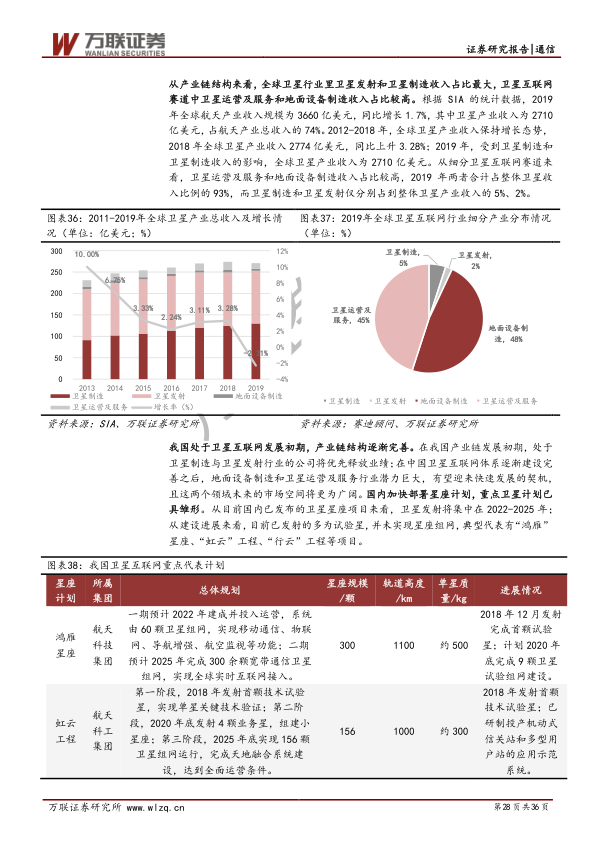 万联证券
WANLIAN SECURITIES
证券研究报告|通信
从产业链结构来看，全球卫星行业里卫星发射和卫星制造收入占比最大，卫星互联网
赛道中卫星运营及服务和地面设备制造收入占比较高。根据 SIA 的统计数据，2019
年全球航天产业收入规模为 3660 亿美元，同比增长 1.7%，其中卫星产业收入为 2710
亿美元，占航天产业总收入的 74%。2012-2018 年，全球卫星产业收入保持增长态势，
2018 年全球卫星产业收入 2774 亿美元，同比上升 3.28%；2019 年，受到卫星制造和
卫星制造收入的影响，全球卫星产业收入为 2710 亿美元。从细分卫星互联网赛道来
看，卫星运营及服务和地面设备制造收入占比较高，2019 年两者合计占整体卫星收
入比例的 93%，而卫星制造和卫星发射仅分别占到整体卫星产业收入的 5%、2%。
图表36：2011-2019年全球卫星产业总收入及增长情
况（单位：亿美元；%）
300
250
200
150
100
50
0
12%
10%
8%
6%
4%
2%
0%
-2%
-4%
10.00%
6.75%
3.33%
2.24%
3.11%
3.28%
2013 2014 2015 2016 2017 2018 2019
卫星制造 卫星发射 地面设备制造
卫星运营及服务 增长率（%）
资料来源：SIA、万联证券研究所
图表37：2019年全球卫星互联网行业细分产业分布情况
（单位：%）
卫星制造，
5%
卫星发射，
2%
卫星运营及
服务，45%
地面设备制
造，48%
卫星制造 卫星发射 地面设备制造 卫星运营及服务
资料来源：赛迪顾问、万联证券研究所
我国处于卫星互联网发展初期，产业链结构逐渐完善。在我国产业链发展初期，处于
卫星制造与卫星发射行业的公司将优先释放业绩；在中国卫星互联网体系逐渐建设完
善之后，地面设备制造和卫星运营及服务行业潜力巨大，有望迎来快速发展的契机，
且这两个领域未来的市场空间将更为广阔。国内加快部署星座计划，重点卫星计划已
具雏形。从目前国内已发布的卫星星座项目来看，卫星发射将集中在 2022-2025 年；
从建设进展来看，目前已发射的多为试验星，并未实现星座组网，典型代表有“鸿雁”
星座、“虹云”工程、“行云”工程等项目。
图表38：我国卫星互联网重点代表计划
星座
计划
所属
集团
总体规划
星座规模
/颗
轨道高度
/km
单星质
量/kg
进展情况
鸿雁
星座
航天
科技
集团
一期预计 2022 年建成并投入运营，系统
由 60 颗卫星组网，实现移动通信、物联
网、导航增强、航空监视等功能；二期
预计 2025 年完成 300 余颗宽带通信卫星
组网，实现全球实时互联网接入。
300
1100
约 500
2018 年 12 月发射
完成首颗试验
星；计划 2020 年
底完成 9 颗卫星
试验组网建设。
虹云
工程
航天
科工
集团
第一阶段，2018 年发射首颗技术试验
星，实现单星关键技术验证；第二阶
段，2020 年底发射 4 颗业务星，组建小
星座；第三阶段，2025 年底实现 156 颗
卫星组网运行，完成天地融合系统建
设，达到全面运营条件。
156
1000
约 300
2018 年发射首颗
技术试验星；已
研制投产机动式
信关站和多型用
户站的应用示范
系统。
万联证券研究所 www.wlzq.cn
第28页共36页